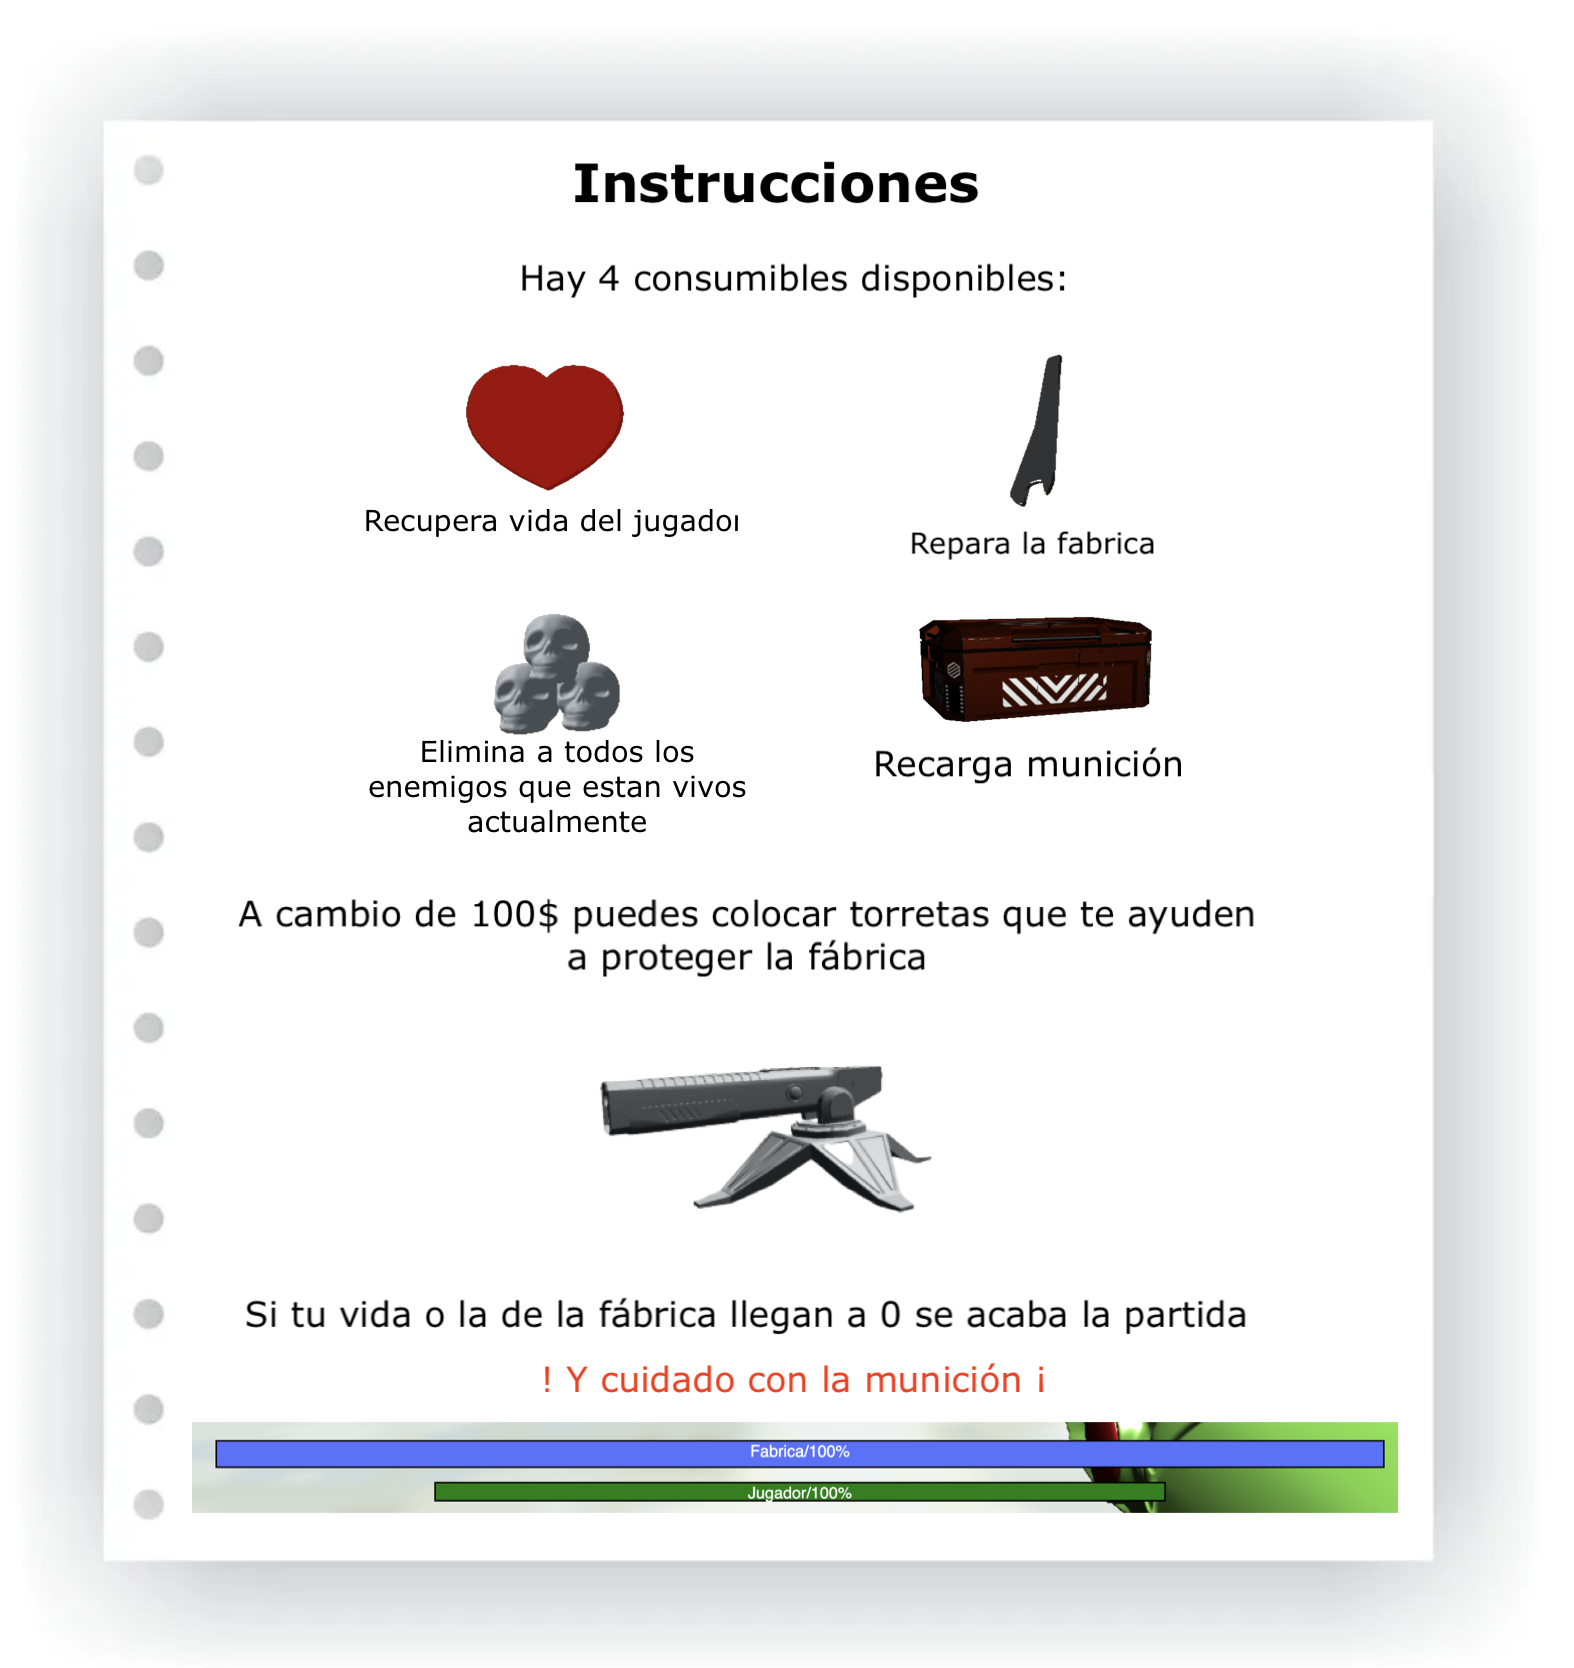 Instrucciones
Hay 4 consumibles disponibles:
Recupera vida del jugador
Repara la fabrica
Elimina a todos los
enemigos que estan vivos
actualmente
Recarga munición
A cambio de 100$ puedes colocar torretas que te ayuden
a proteger la fábrica
Si tu vida o la de la fábrica llegan a 0 se acaba la partida
! Y cuidado con la munición ¡
Fabrica/100%
Jugador/100%